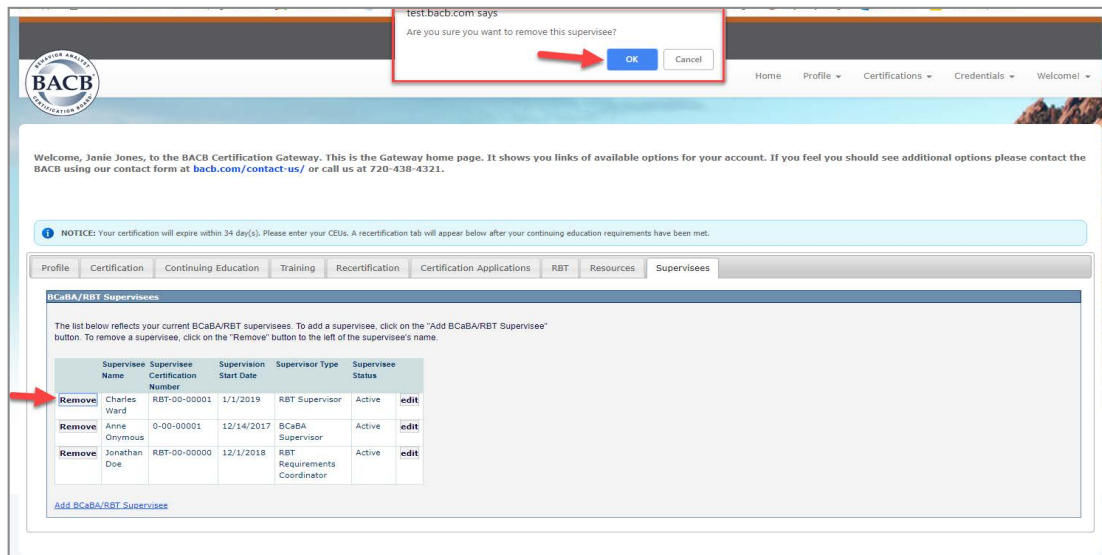 test.bacb.com says
Are you sure you want to remove this supervisee?
OK Cancel
BEHAVIOR ANALYST
BACB
CERTIFICATION BOARD
Home Profile Certifications Credentials Welcome!
Welcome, Janie Jones, to the BACB Certification Gateway. This is the Gateway home page. It shows you links of available options for your account. If you feel you should see additional options please contact the
BACB using our contact form at bacb.com/contact-us/ or call us at 720-438-4321.
NOTICE: Your certification will expire within 34 day(s). Please enter your CEUs. A recertification tab will appear below after your continuing education requirements have been met.
Profile Certification Continuing Education Training Recertification Certification Applications RBT Resources Supervisees
BCaBA/RBT Supervisees
The list below reflects your current BCaBA/RBT supervisees. To add a supervisee, click on the "Add BCaBA/RBT Supervisee"
button. To remove a supervisee, click on the "Remove" button to the left of the supervisee's name.
Supervisee Supervisee Supervision Supervisor Type Supervisee
Name Certification Start Date Status
Number
Remove Charles RBT-00-00001 1/1/2019 RBT Supervisor Active edit
Ward
Remove Anne 0-00-00001 12/14/2017 BCaBA Active edit
Onymous Supervisor
Remove Jonathan RBT-00-00000 12/1/2018 RBT Active edit
Doe Requirements
Coordinator
Add BCaBA/RBT Supervisee